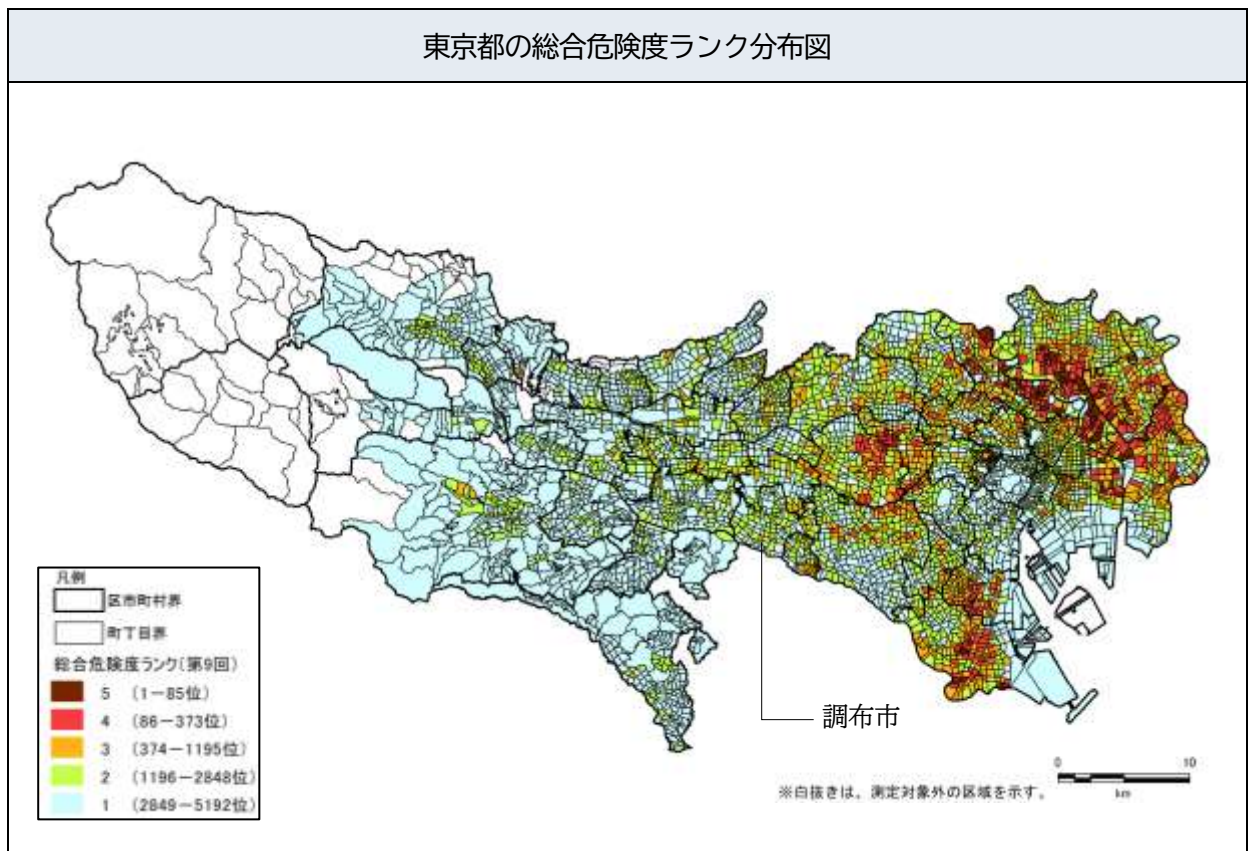 東京都の総合危険度ランク分布図
凡例
区市町村界
町丁目界
総合危険度ランク(第9回)
5 (1－85位)
4 (86－373位)
3 (374－1195位)
2 (1196－2848位)
1 (2849－5192位)
調布市
0 10
km
※白抜きは、測定対象外の区域を示す。